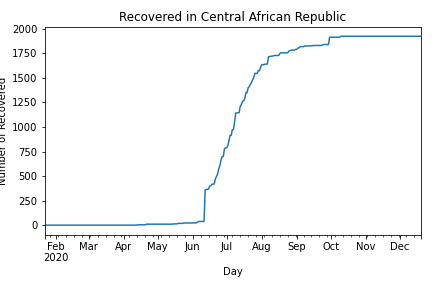 Recovered in Central African Republic
Number of Recovered
2000
1750
1500
1250
1000
750
500
250
0
Feb Mar Apr May Jun Jul Aug Sep Oct Nov Dec
2020
Day